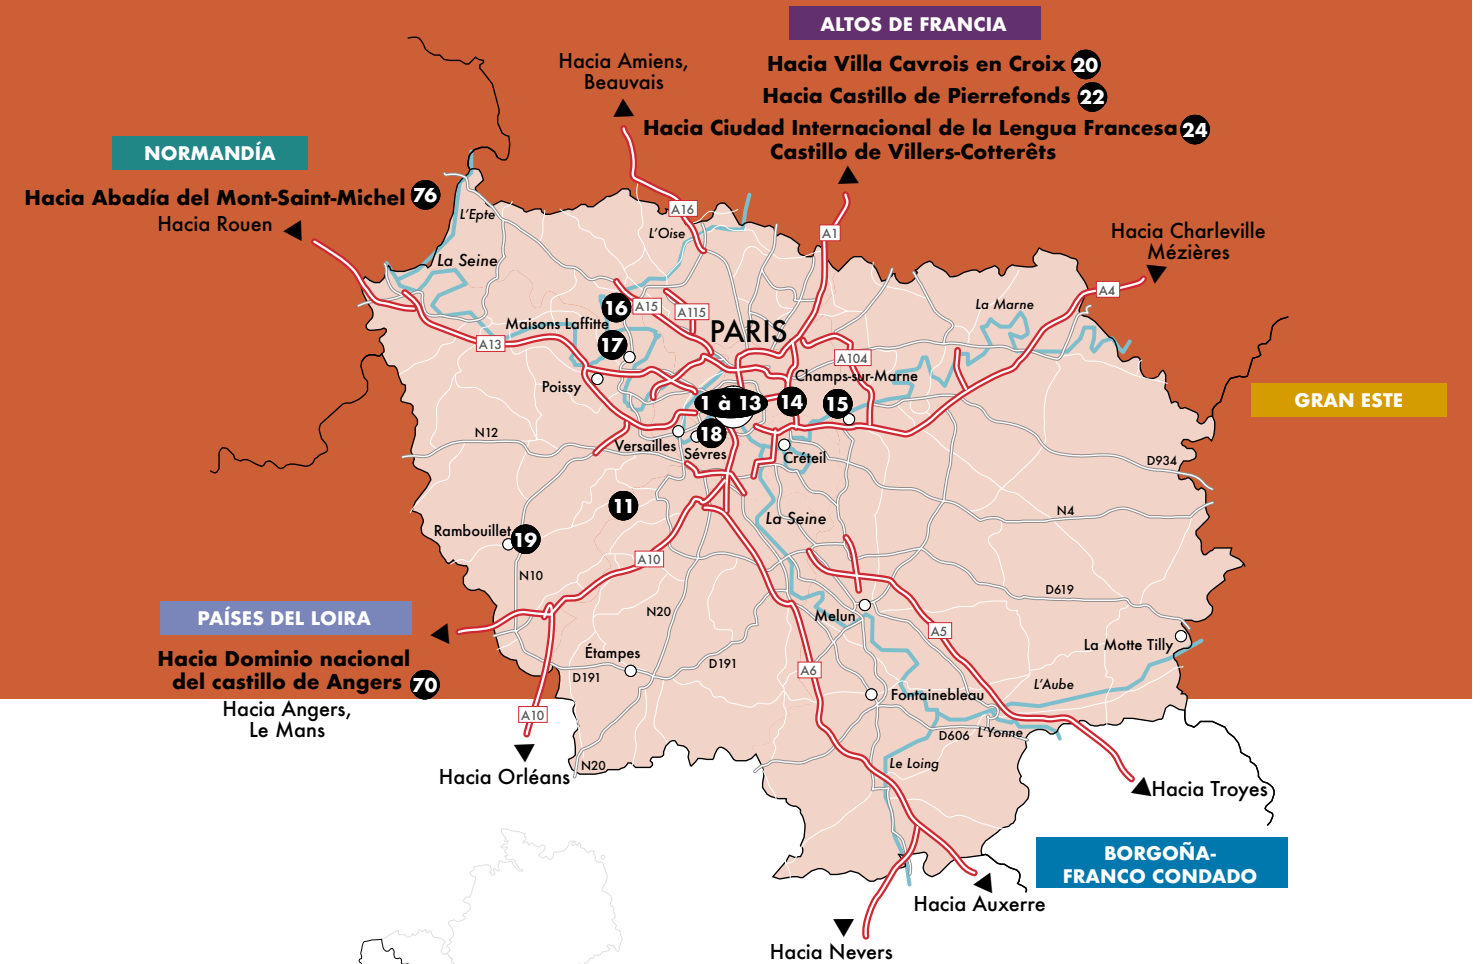 ALTOS DE FRANCIA
Hacia Villa Cavrois en Croix 20
Hacia Castillo de Pierrefonds 22
Hacia Ciudad Internacional de la Lengua Francesa 24
Castillo de Villers-Cotterêts
Hacia Amiens,
Beauvais
NORMANDÍA
Hacia Abadía del Mont-Saint-Michel 76
Hacia Rouen
L'Epte
A16
L'Oise
A1
Hacia Charleville
Mézières
La Seine
A4
La Marne
16
A15
A115
Maisons Laffitte
PARIS
A13
17
A104
Poissy
Champs-sur-Marne
GRAN ESTE
1 à 13
14
15
N12
18
Versailles
Sévres
Créteil
D934
11
La Seine
N4
Rambouillet
19
A10
N10
D619
N20
Melun
PAÍSES DEL LOIRA
A5
La Motte Tilly
Hacia Dominio nacional
del castillo de Angers 70
Hacia Angers,
Le Mans
Étampes
D191
D191
A6
L'Aube
Fontainebleau
A10
D606
L'Yonne
N20
Le Loing
Hacia Orléans
Hacia Troyes
BORGOÑA-
FRANCO CONDADO
Hacia Auxerre
Hacia Nevers